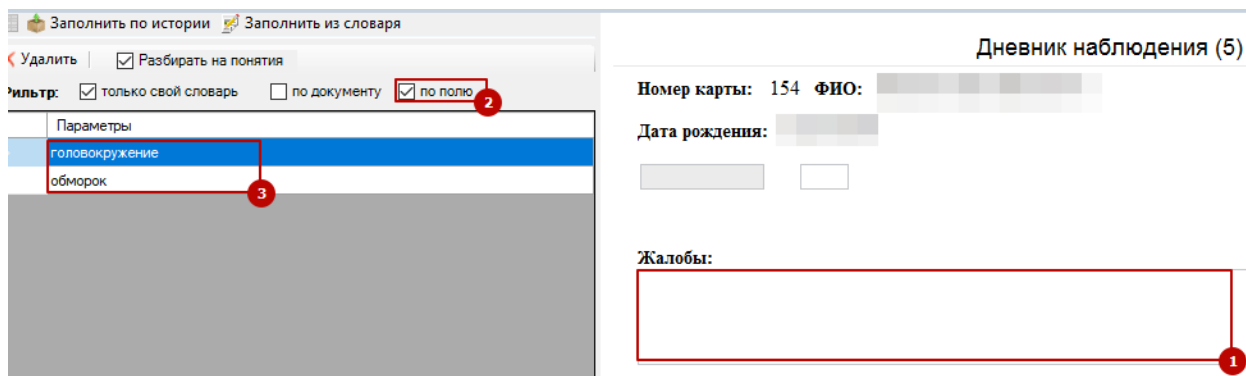 Заполнить по истории Заполнить из словаря
Удалить Разбирать на понятия
Фильтр: только свой словарь по документу по полю
2
Параметры
головокружение
обморок
3
Дневник наблюдения (5)
Номер карты: 154 ФИО:
Дата рождения:
Жалобы:
1